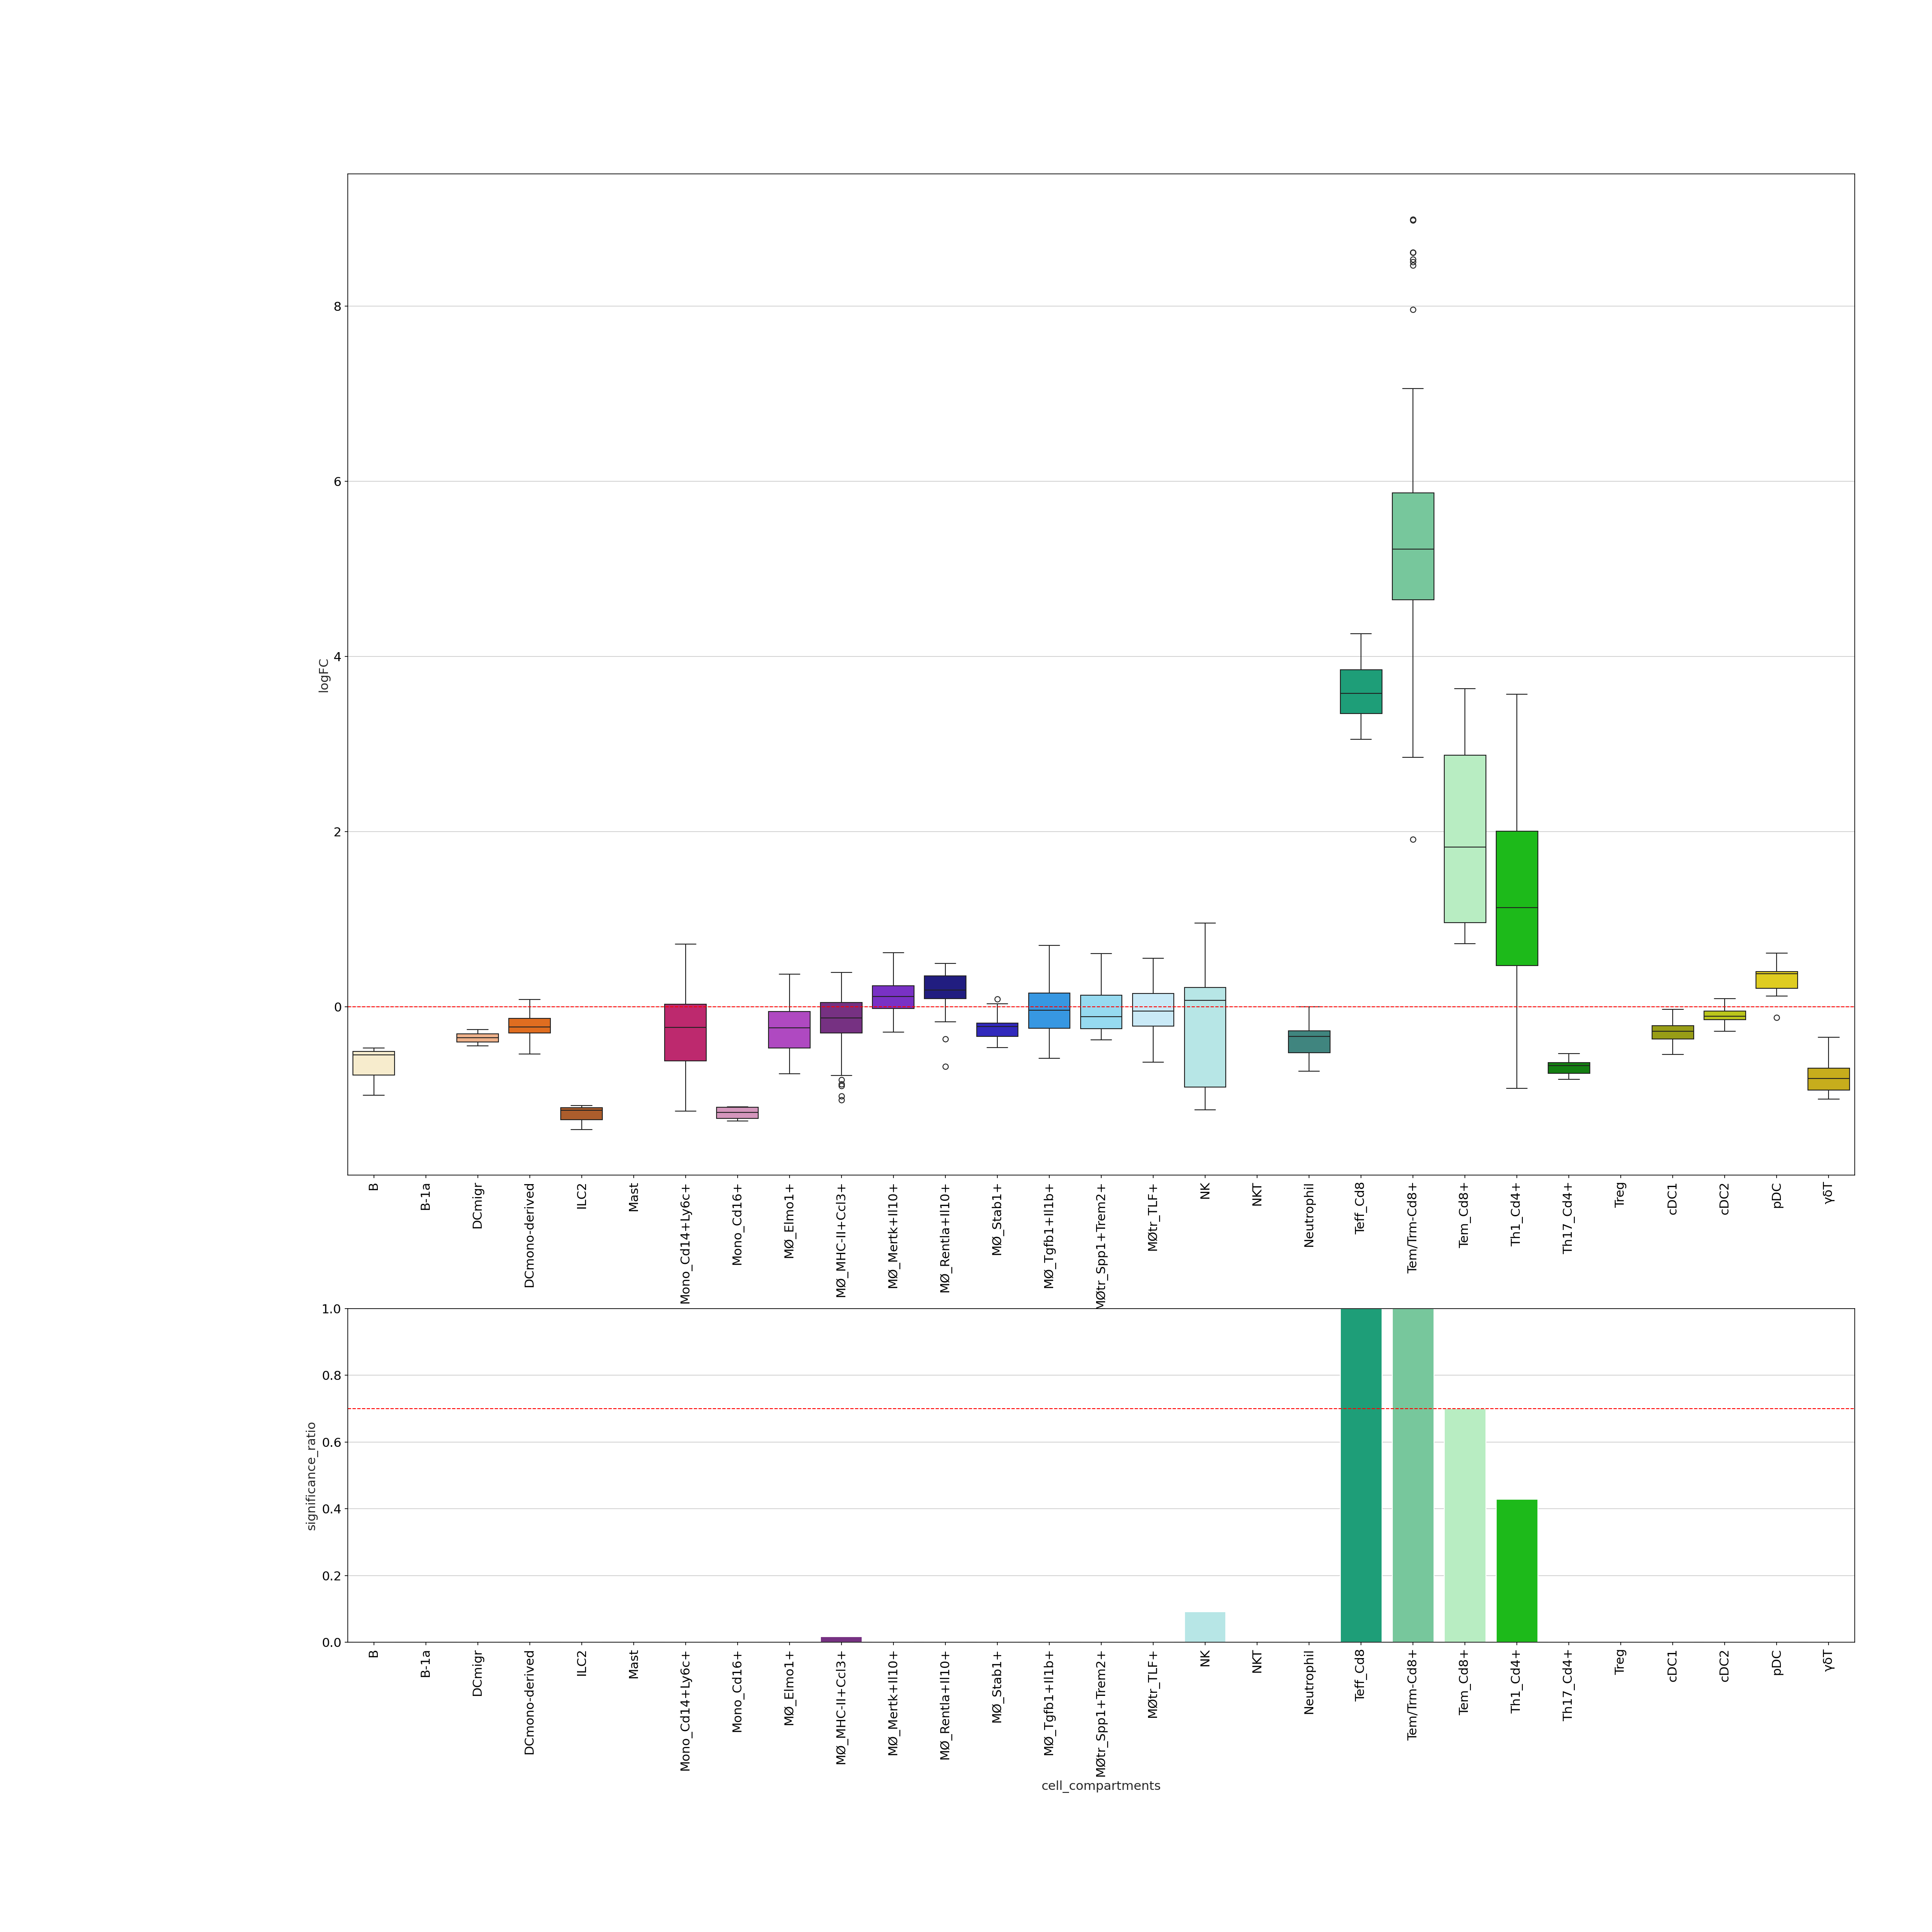 logFC
8
6
4
2
0
B
B-1a
DCmigr
DCmono-derived
ILC2
Mast
Mono_Cd14+Ly6c+
Mono_Cd16+
MØ_Elmo1+
MØ_MHC-II+Ccl3+
MØ_Mertk+Il10+
MØ_Rentla+Il10+
MØ_Stab1+
MØ_Tgfb1+Il1b+
MØtr_Spp1+Trem2+
MØtr_TLF+
NK
NKT
Neutrophil
Teff_Cd8
Tem/Trm-Cd8+
Tem_Cd8+
Th1_Cd4+
Th17_Cd4+
Treg
cDC1
cDC2
pDC
γδT
significance_ratio
1.0
0.8
0.6
0.4
0.2
0.0
B
B-1a
DCmigr
DCmono-derived
ILC2
Mast
Mono_Cd14+Ly6c+
Mono_Cd16+
MØ_Elmo1+
MØ_MHC-II+Ccl3+
MØ_Mertk+Il10+
MØ_Rentla+Il10+
MØ_Stab1+
MØ_Tgfb1+Il1b+
MØtr_Spp1+Trem2+
MØtr_TLF+
NK
NKT
Neutrophil
Teff_Cd8
Tem/Trm-Cd8+
Tem_Cd8+
Th1_Cd4+
Th17_Cd4+
Treg
cDC1
cDC2
pDC
γδT
cell_compartments